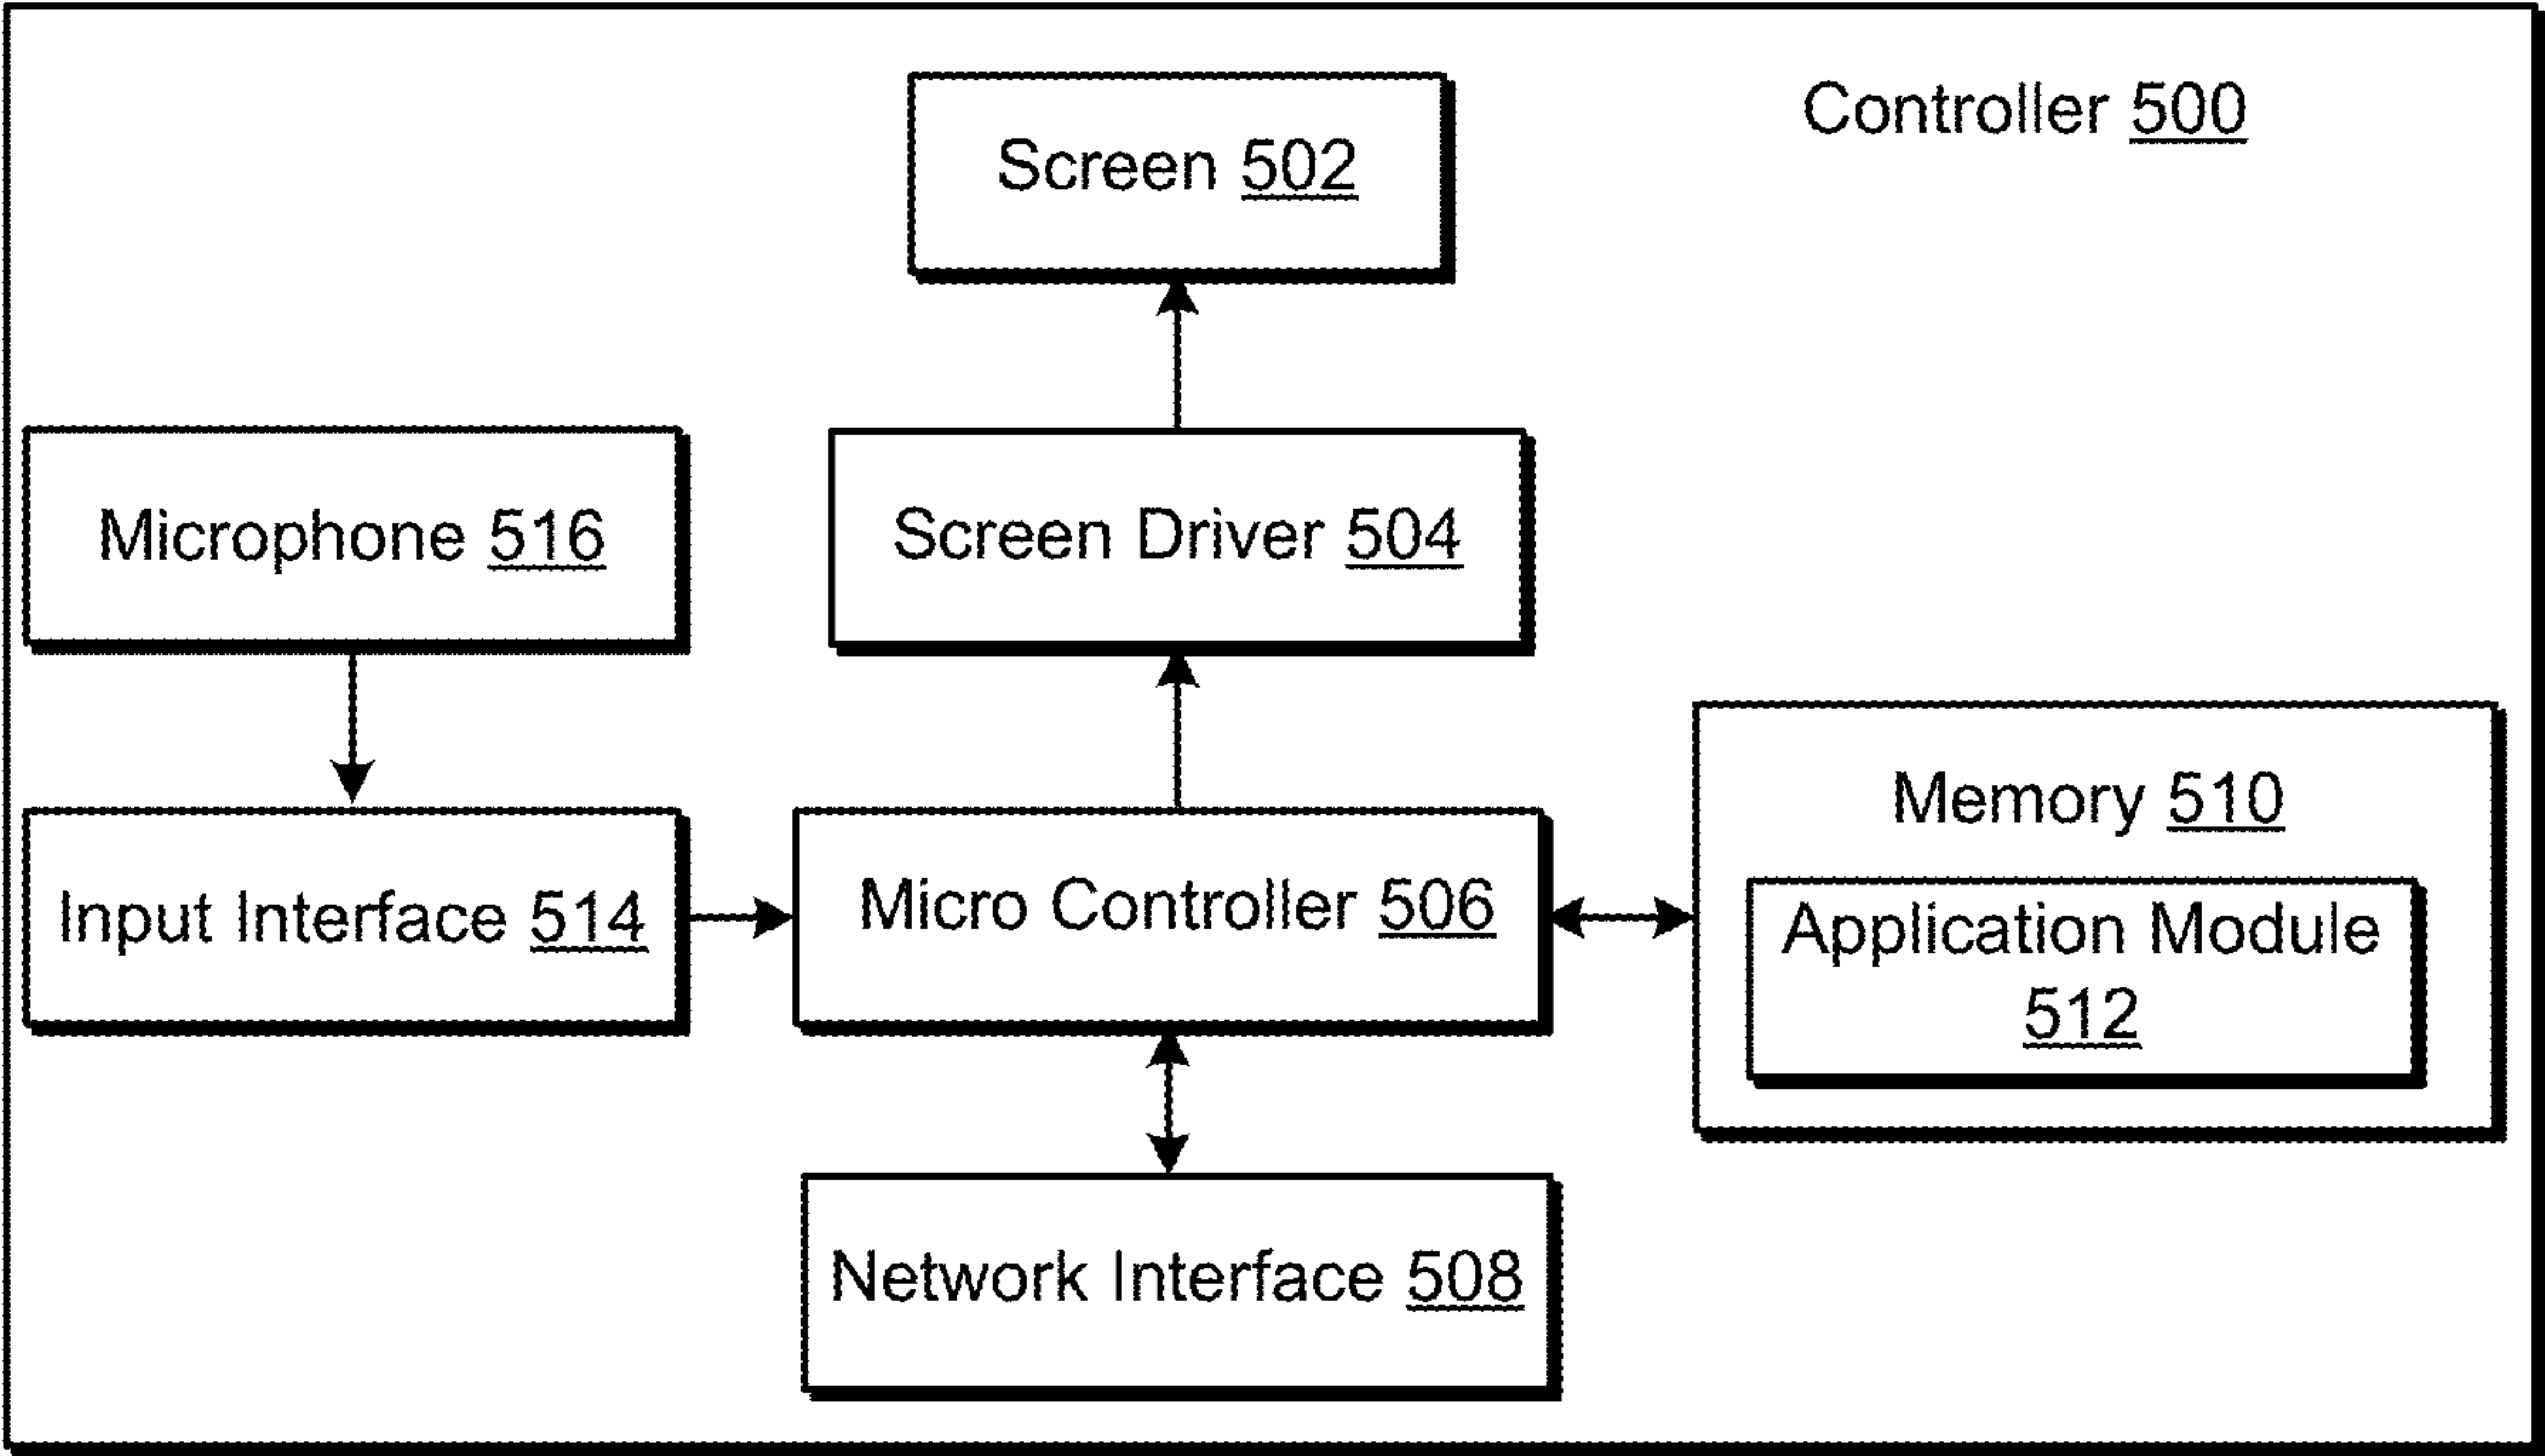 Controller 500
Screen 502
Microphone 516
Screen Driver 504
Memory 510
Input Interface 514
Micro Controller 506
Application Module
512
Network Interface 508